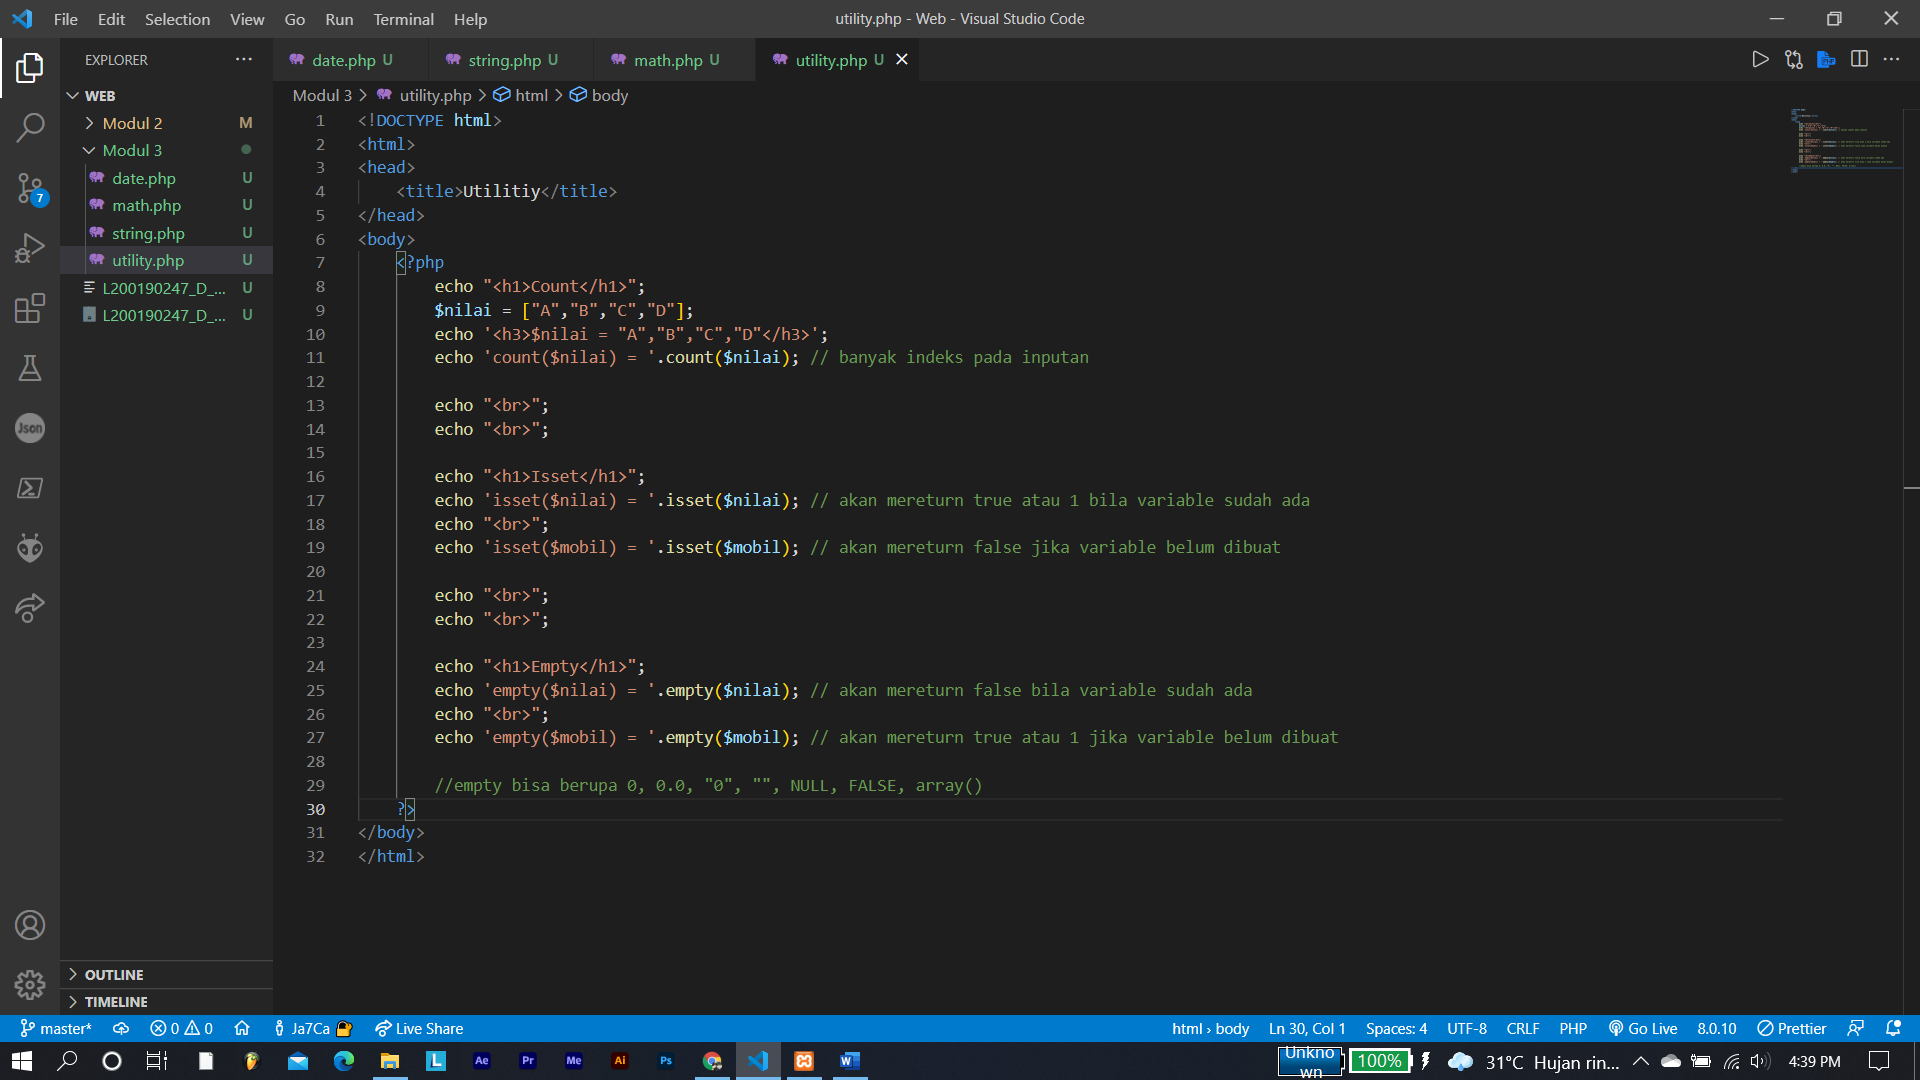 File Edit Selection View Go Run Terminal Help
utility.php - Web - Visual Studio Code
EXPLORER
WEB
Modul 2 M
Modul 3
date.php U
math.php U
string.php U
utility.php U
L200190247_D_... U
L200190247_D_... U
OUTLINE
TIMELINE
7
Json
date.php U string.php U math.php U utility.php U
Modul 3 > utility.php > html > body
1 <!DOCTYPE html>
2 <html>
3 <head>
4 <title>Utilitiy</title>
5 </head>
6 <body>
7 <?php
8 echo "<h1>Count</h1>";
9 $nilai = ["A","B","C","D"];
10 echo '<h3>$nilai = "A","B","C","D"</h3>';
11 echo 'count($nilai) = '.count($nilai); // banyak indeks pada inputan
12
13 echo "<br>";
14 echo "<br>";
15
16 echo "<h1>Isset</h1>";
17 echo 'isset($nilai) = '.isset($nilai); // akan mereturn true atau 1 bila variable sudah ada
18 echo "<br>";
19 echo 'isset($mobil) = '.isset($mobil); // akan mereturn false jika variable belum dibuat
20
21 echo "<br>";
22 echo "<br>";
23
24 echo "<h1>Empty</h1>";
25 echo 'empty($nilai) = '.empty($nilai); // akan mereturn false bila variable sudah ada
26 echo "<br>";
27 echo 'empty($mobil) = '.empty($mobil); // akan mereturn true atau 1 jika variable belum dibuat
28
29 //empty bisa berupa 0, 0.0, "0", "", NULL, FALSE, array()
30 ?>
31 </body>
32 </html>
master* 0 0 Ja7Ca Live Share
html › body Ln 30, Col 1 Spaces: 4 UTF-8 CRLF PHP Go Live 8.0.10 Prettier
L Ae Pr Me Ai Ps W
Unkno
wn
100% 31°C Hujan rin... 4:39 PM